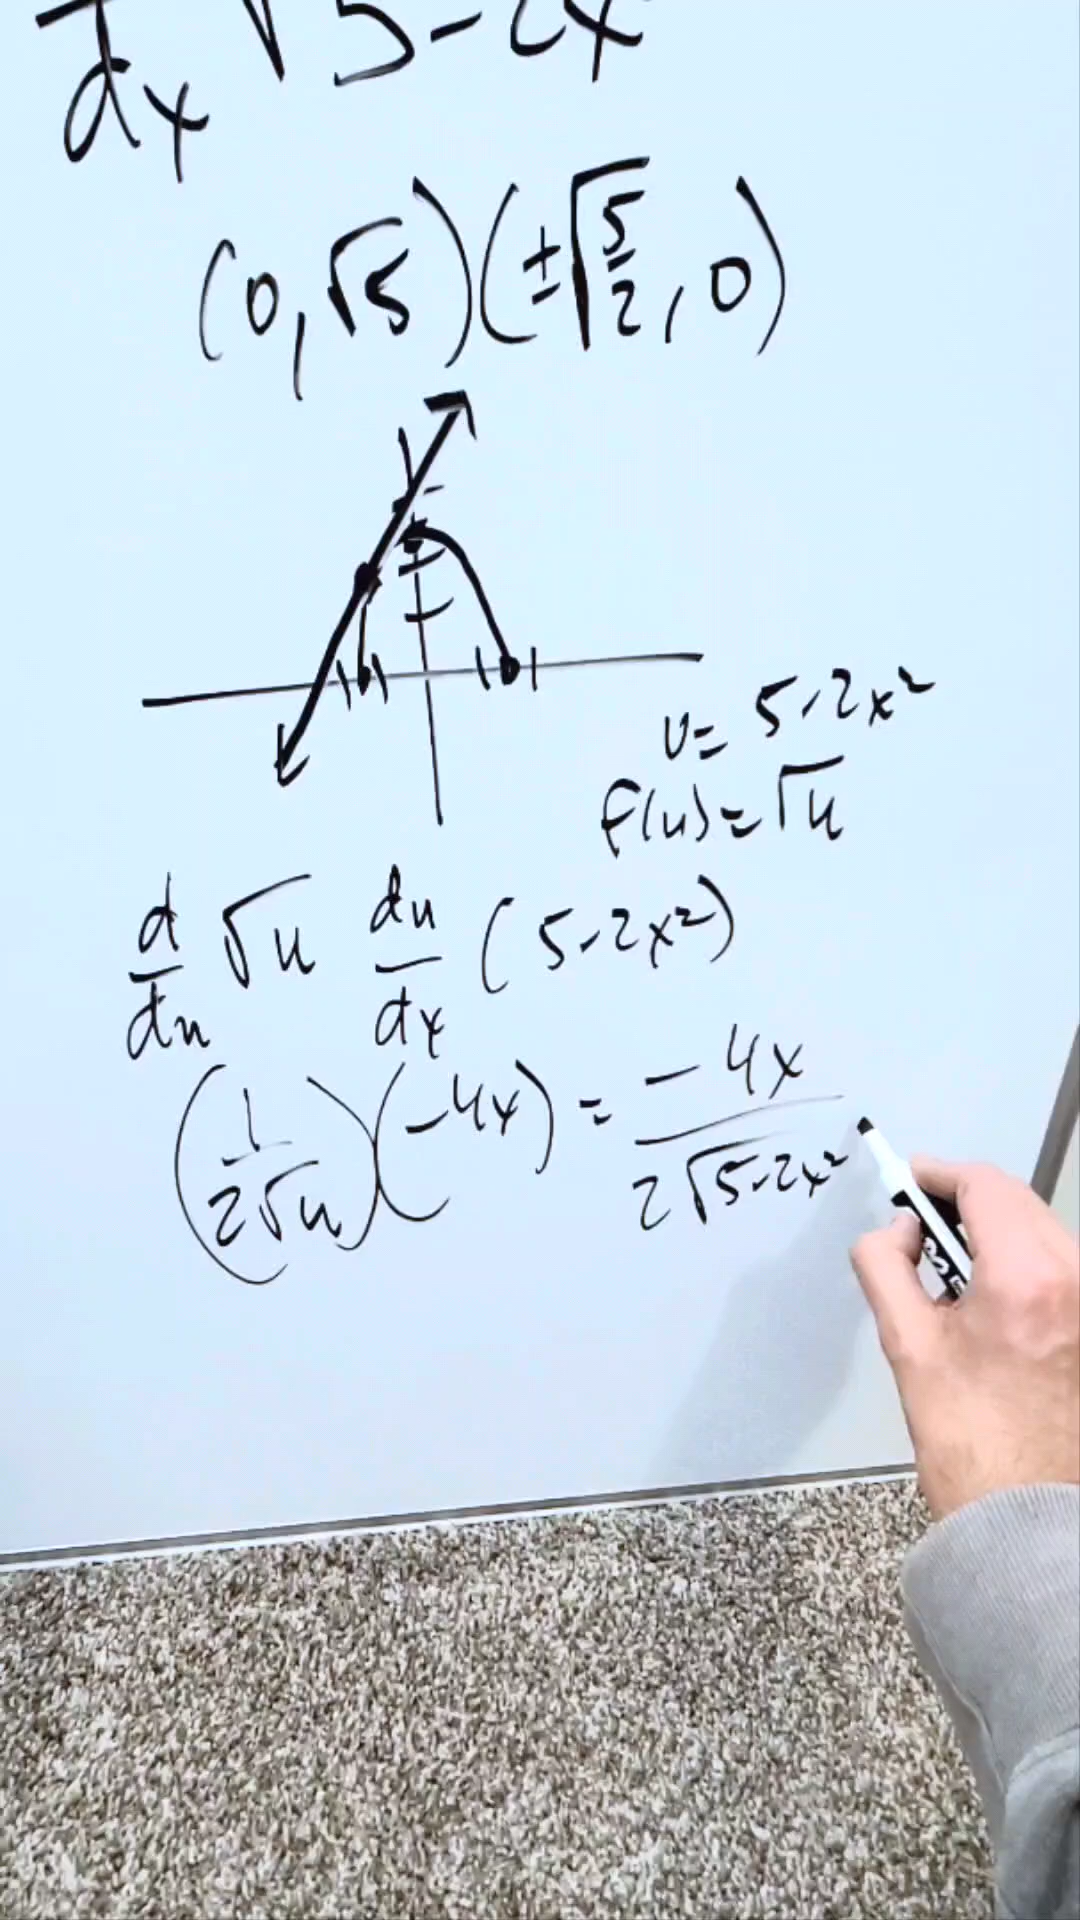 d/dx √5-2x
(0,√5)(±√5/2,0)
u= 5-2x²
f(u)=√u
d/du √u du/dx (5-2x²)
(1/2√u)(-4x) = -4x/2√5-2x²